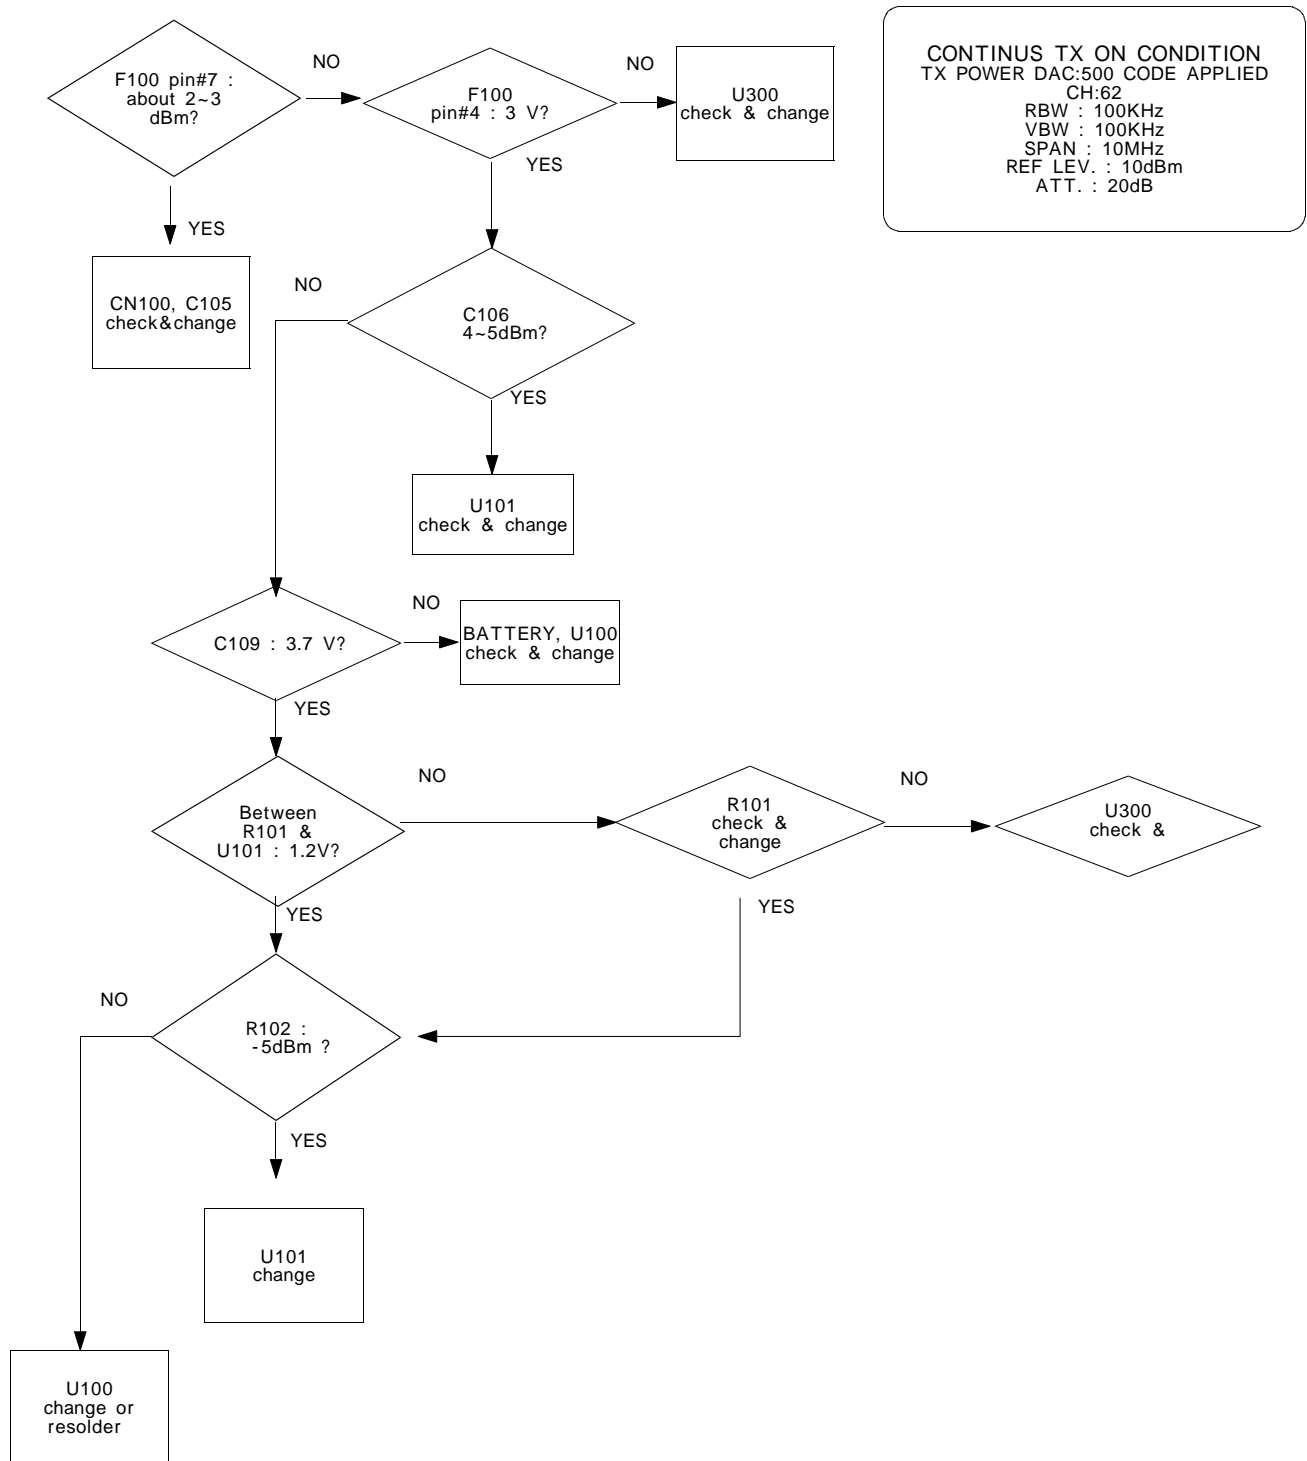 F100 pin#7 :
about 2~3
dBm?
NO
F100
pin#4 : 3 V?
NO
U300
check & change
CONTINUS TX ON CONDITION
TX POWER DAC:500 CODE APPLIED
CH:62
RBW : 100KHz
VBW : 100KHz
SPAN : 10MHz
REF LEV. : 10dBm
ATT. : 20dB
YES
YES
CN100, C105
check&change
NO
C106
4~5dBm?
YES
U101
check & change
C109 : 3.7 V?
NO
BATTERY, U100
check & change
YES
Between
R101 &
U101 : 1.2V?
NO
R101
check &
change
NO
U300
check &
YES
YES
NO
R102 :
-5dBm ?
YES
U101
change
U100
change or
resolder